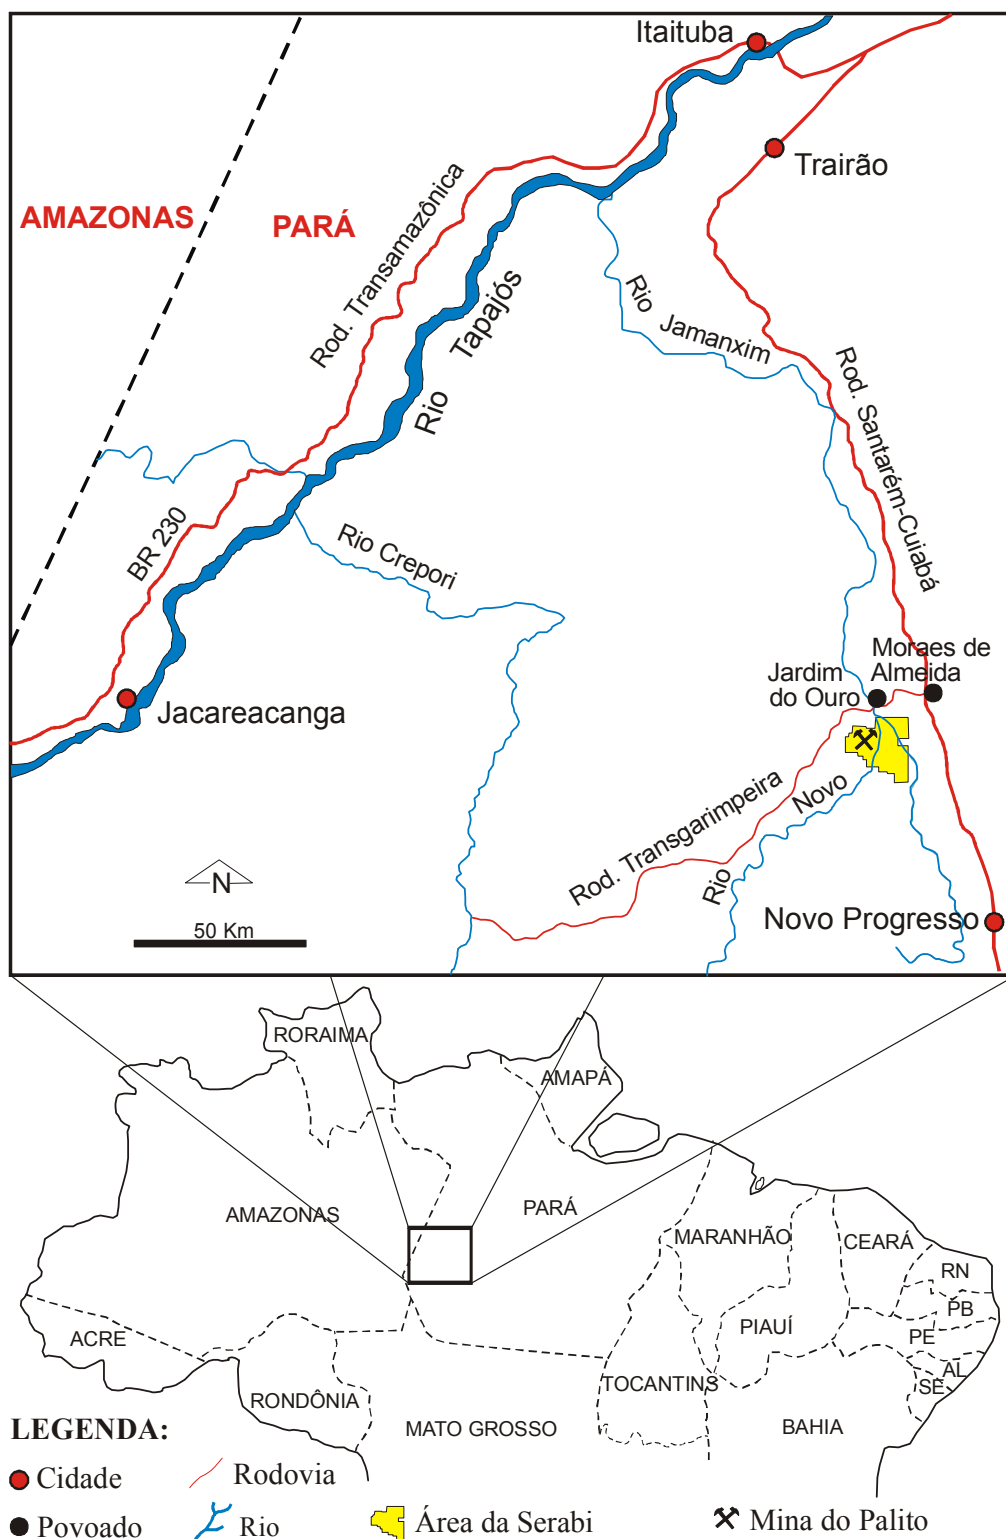 Itaituba
Trairão
AMAZONAS
PARÁ
Rod. Transamazônica
Rio Tapajós
Rio Jamanxim
Rod. Santarém-Cuiabá
BR 230
Rio Crepori
Moraes de
Almeida
Jardim
do Ouro
Jacareacanga
Rod. Transgarimpeira
Rio Novo
N
50 Km
Novo Progresso
RORAIMA
AMAPÁ
AMAZONAS
PARÁ
MARANHÃO
CEARÁ
RN
PB
PE
PIAUÍ
ACRE
AL
SE
TOCANTINS
RONDÔNIA
MATO GROSSO
BAHIA
LEGENDA:
Cidade
Rodovia
Povoado
Rio
Área da Serabi
Mina do Palito